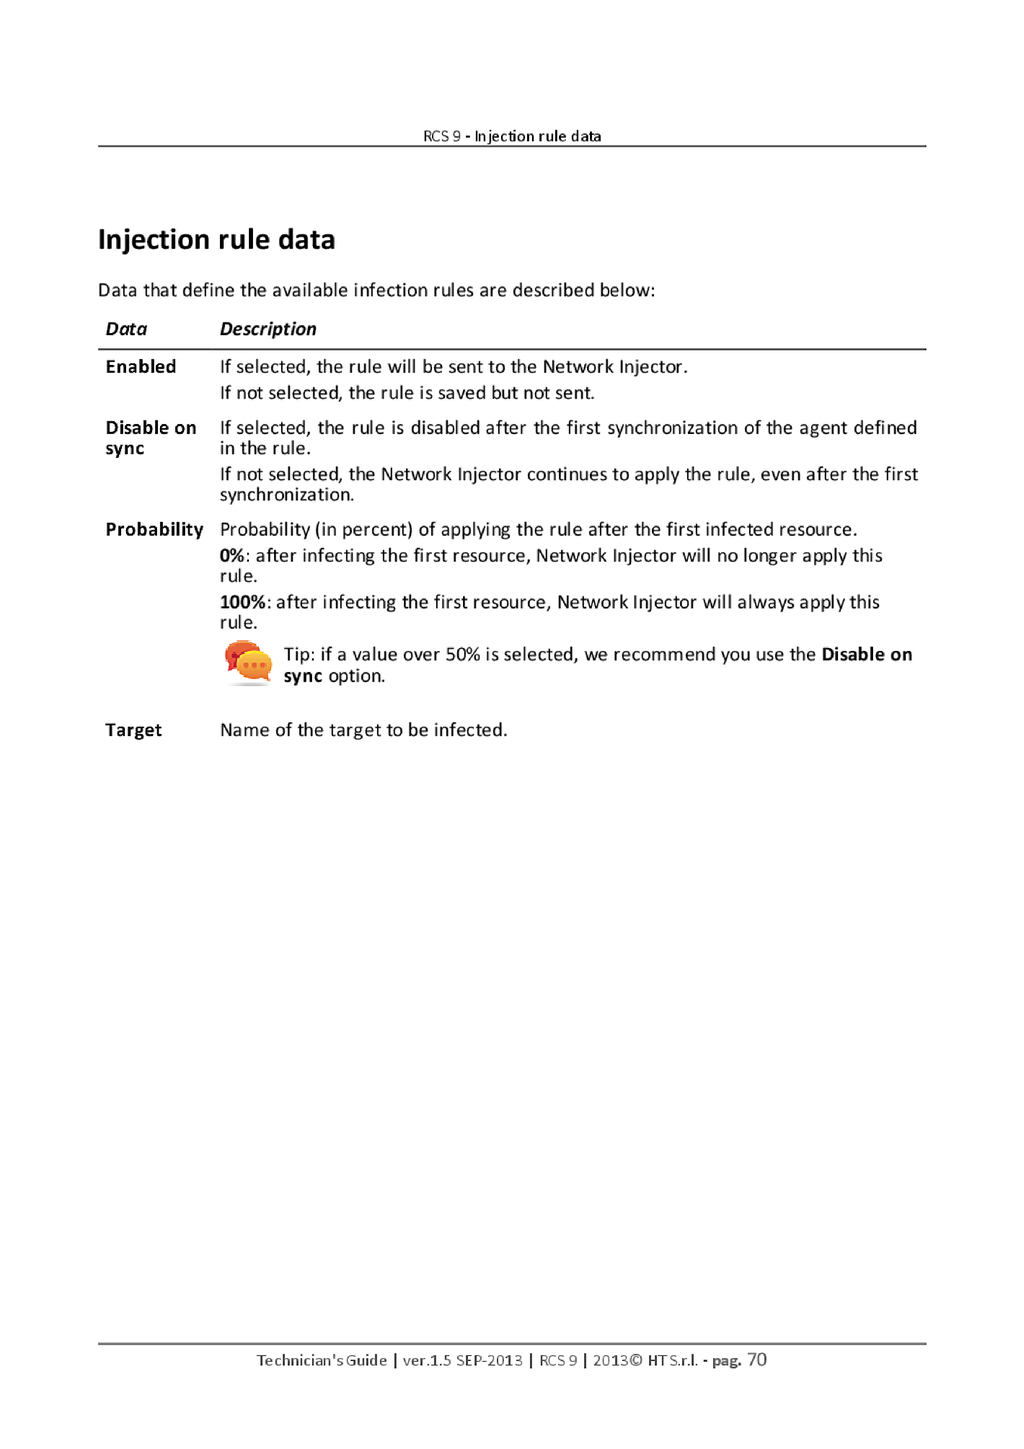 RCS 9 - Injection rule data
Injection rule data
Data that define the available infection rules are described below:
Data Description
Enabled If selected, the rule will be sent to the Network Injector.
If not selected, the rule is saved but not sent.
Disable on If selected, the rule is disabled after the first synchronization of the agent defined
sync in the rule.
If not selected, the Network Injector continues to apply the rule, even after the first
synchronization.
Probability Probability (in percent) of applying the rule after the first infected resource.
0%: after infecting the first resource, Network Injector will no longer apply this
rule.
100%: after infecting the first resource, Network Injector will always apply this
rule.
Tip: if a value over 50% is selected, we recommend you use the Disable on
sync option.
Target Name of the target to be infected.
Technician's Guide | ver.1.5 SEP-2013 | RCS 9 | 2013© HT S.r.l. - pag. 70